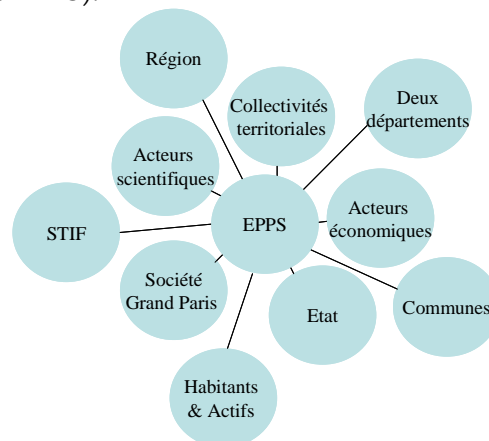 Région
Collectivités
territoriales
Deux
départements
Acteurs
scientifiques
EPPS
Acteurs
économiques
STIF
Société
Grand Paris
Etat
Communes
Habitants
& Actifs